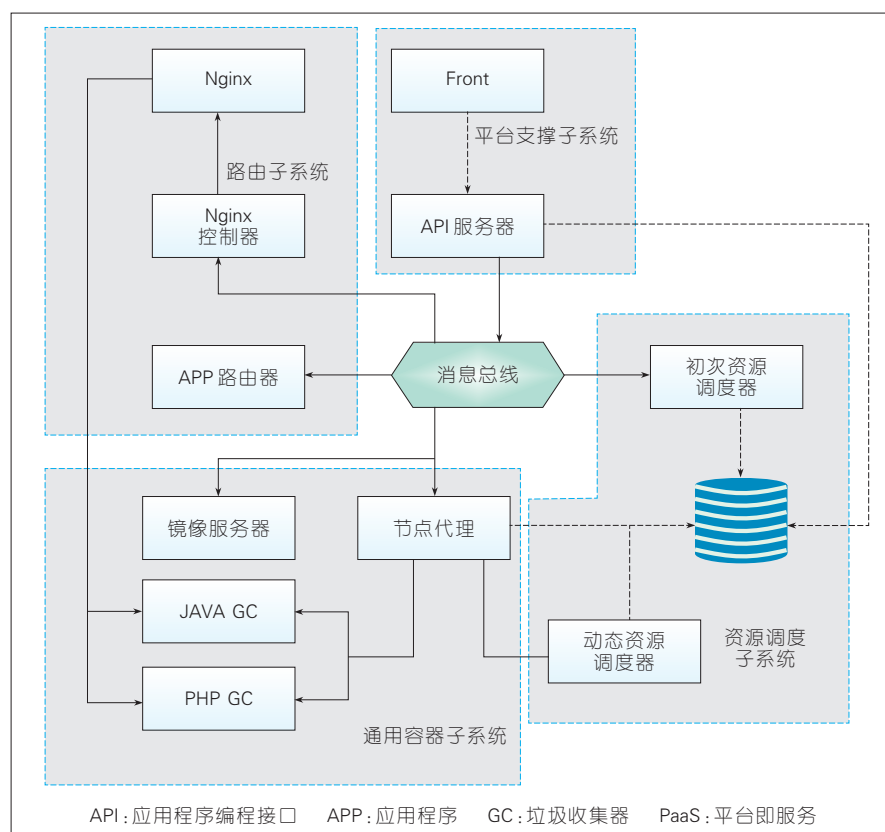 Nginx
Front
平台支撑子系统
路由子系统
Nginx
控制器
API 服务器
APP 路由器
消息总线
初次资源
调度器
镜像服务器
节点代理
JAVA GC
动态资源
调度器
资源调度
子系统
PHP GC
通用容器子系统
API:应用程序编程接口 APP:应用程序 GC:垃圾收集器 PaaS:平台即服务